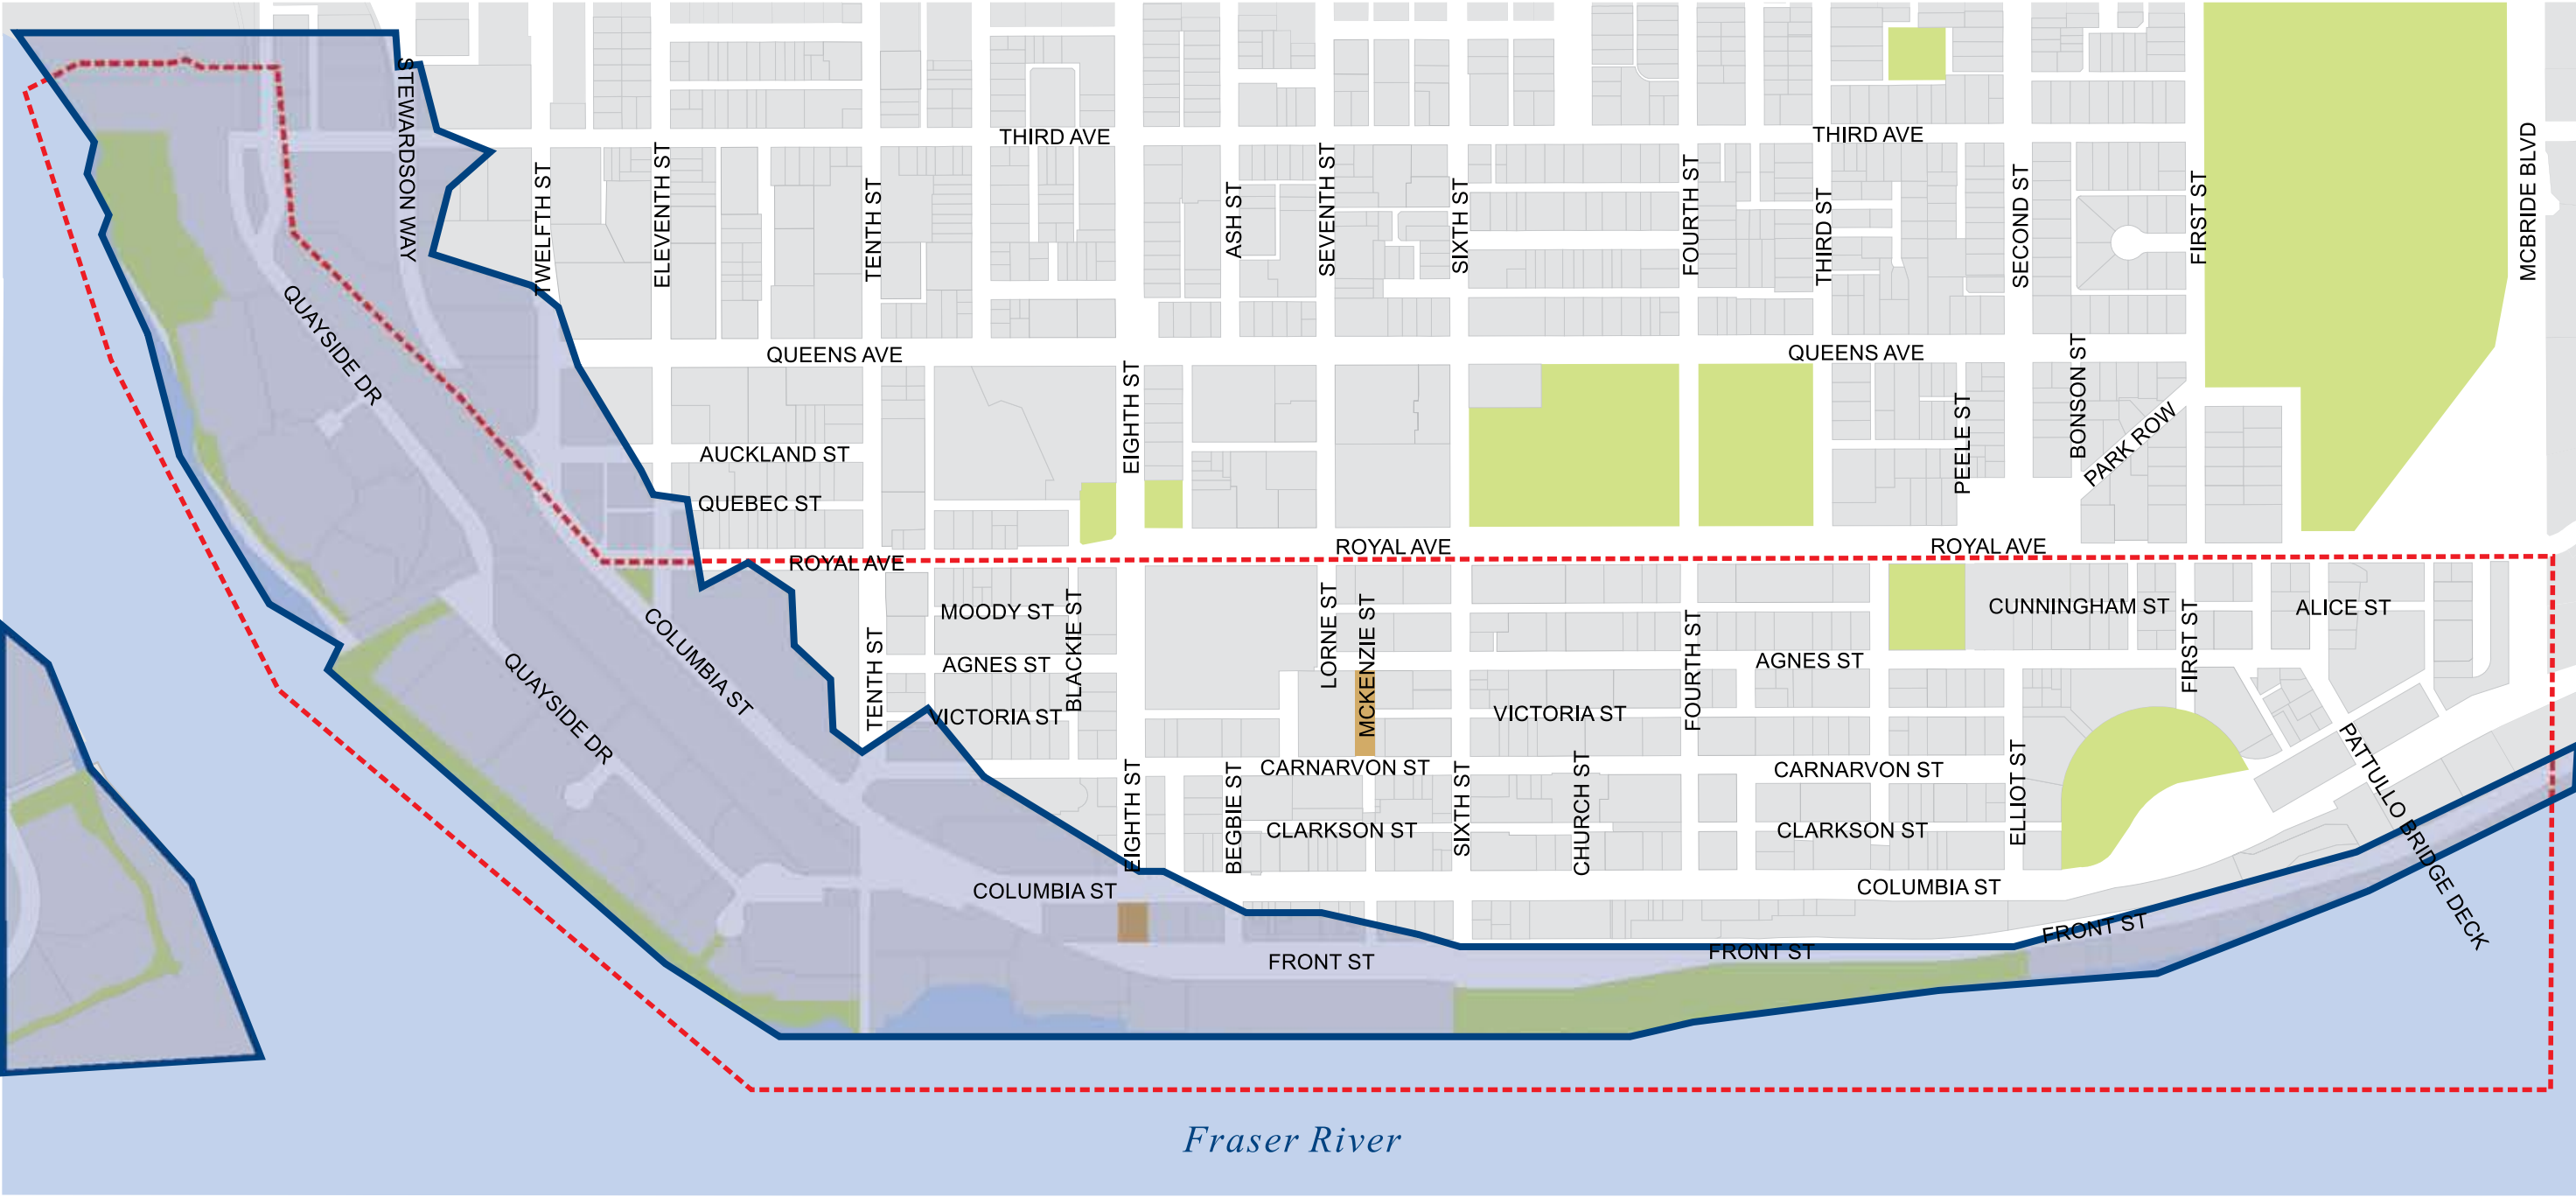 STEWARDSON WAY
THIRD AVE
THIRD AVE
TWELFTH ST
ELEVENTH ST
TENTH ST
ASH ST
SEVENTH ST
SIXTH ST
FOURTH ST
THIRD ST
SECOND ST
FIRST ST
MCBRIDE BLVD
QUAYSIDE DR
QUEENS AVE
QUEENS AVE
EIGHTH ST
PEELE ST
BONSON ST
PARK ROW
AUCKLAND ST
QUEBEC ST
ROYAL AVE
ROYAL AVE
ROYAL AVE
MOODY ST
BLACKIE ST
LORNE ST
MCKENZIE ST
FOURTH ST
CUNNINGHAM ST
FIRST ST
ALICE ST
COLUMBIA ST
QUAYSIDE DR
TENTH ST
AGNES ST
AGNES ST
VICTORIA ST
VICTORIA ST
CARNARVON ST
CARNARVON ST
EIGHTH ST
BEGBIE ST
SIXTH ST
CHURCH ST
ELLIOT ST
PATTULLO BRIDGE DECK
CLARKSON ST
CLARKSON ST
COLUMBIA ST
COLUMBIA ST
FRONT ST
FRONT ST
FRONT ST
Fraser River